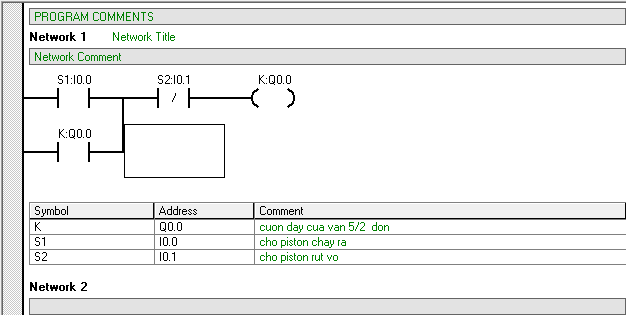 PROGRAM COMMENTS
Network 1 Network Title
Network Comment
S1:I0.0 S2:I0.1 K:Q0.0
/
K:Q0.0
Symbol Address Comment
K Q0.0 cuon day cua van 5/2 don
S1 I0.0 cho piston chay ra
S2 I0.1 cho piston rut vo
Network 2